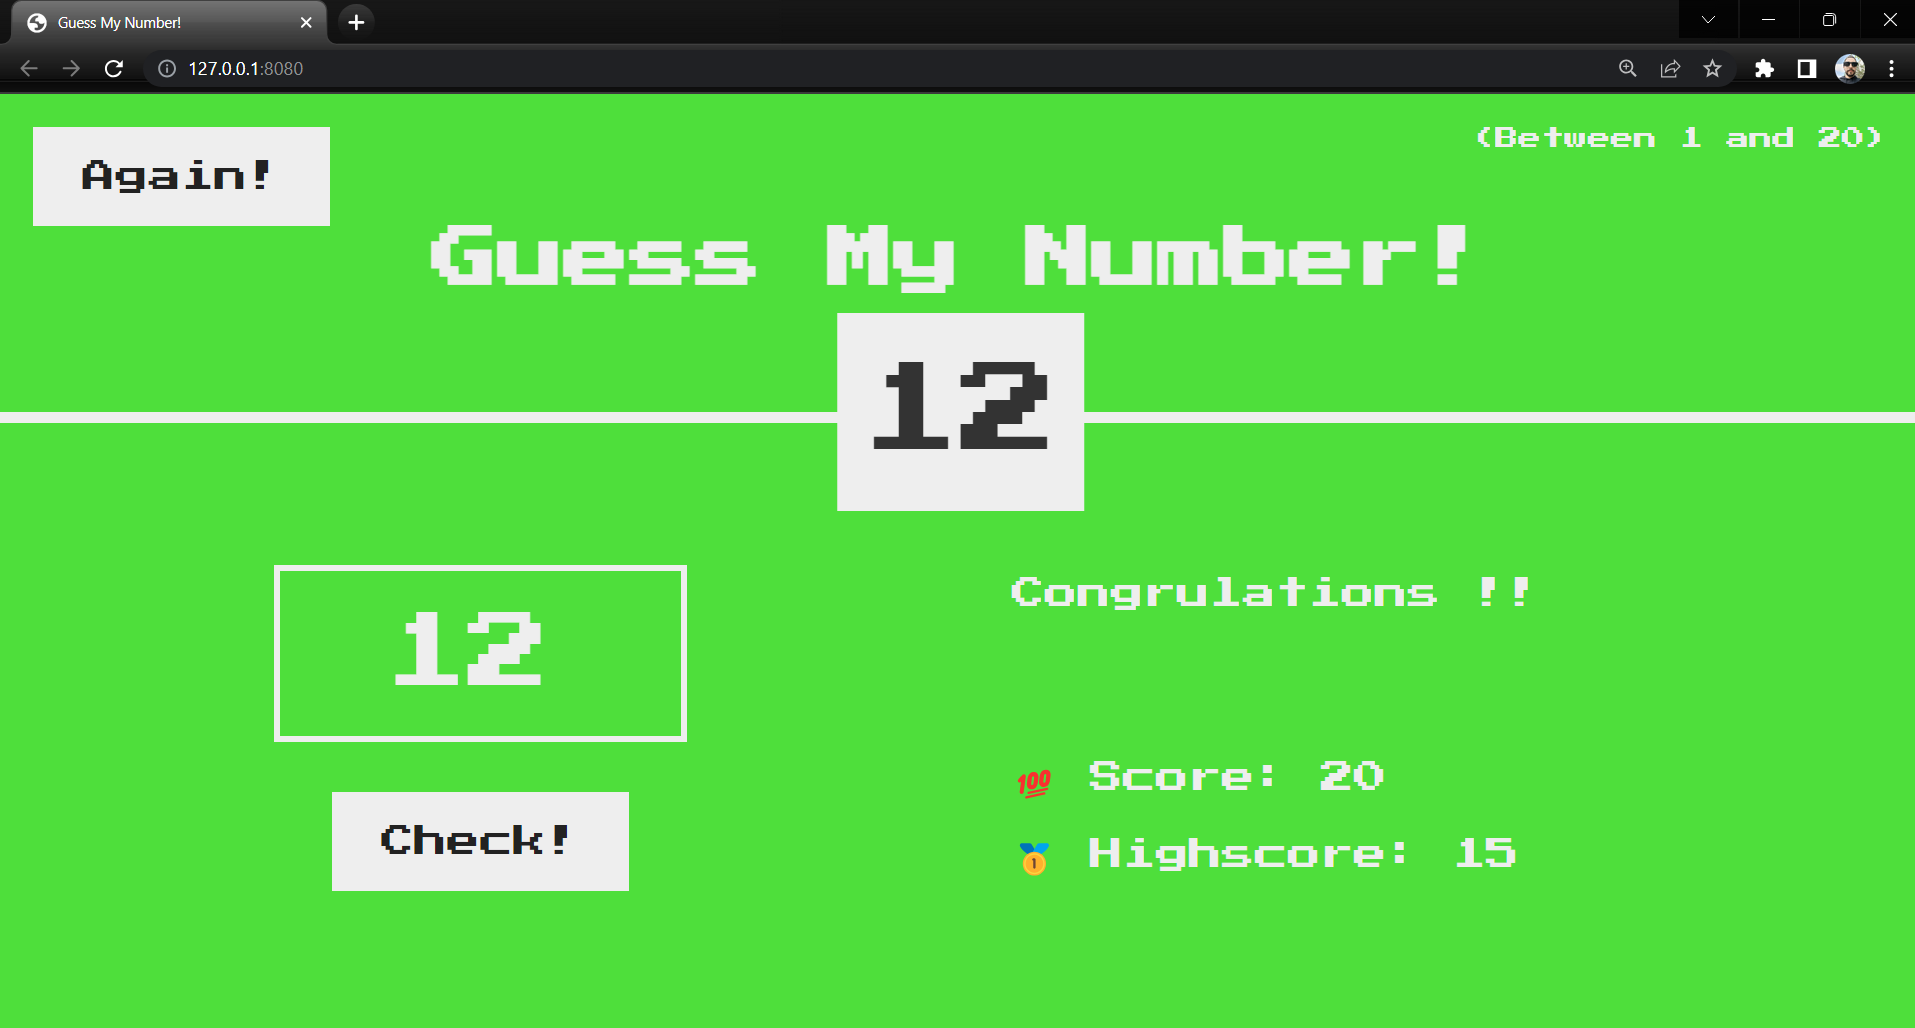 Guess My Number!
127.0.0.1:8080
Again!
(Between 1 and 20)
Guess My Number!
12
12
Congrulations !!
Check!
💯 Score: 20
🥇 Highscore: 15